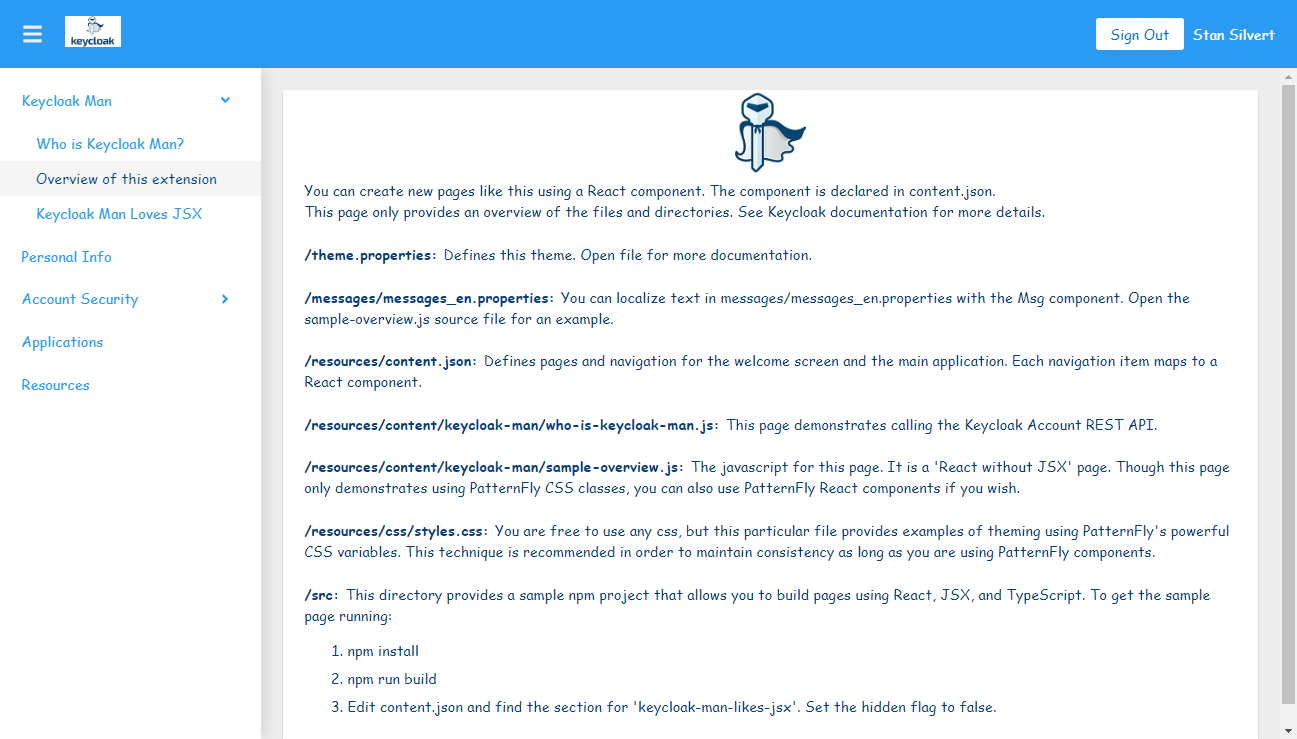 keycloak
Sign Out
Stan Silvert
Keycloak Man
Who is Keycloak Man?
Overview of this extension
Keycloak Man Loves JSX
Personal Info
Account Security
Applications
Resources
You can create new pages like this using a React component. The component is declared in content.json.
This page only provides an overview of the files and directories. See Keycloak documentation for more details.
/theme.properties: Defines this theme. Open file for more documentation.
/messages/messages_en.properties: You can localize text in messages/messages_en.properties with the Msg component. Open the
sample-overview.js source file for an example.
/resources/content.json: Defines pages and navigation for the welcome screen and the main application. Each navigation item maps to a
React component.
/resources/content/keycloak-man/who-is-keycloak-man.js: This page demonstrates calling the Keycloak Account REST API.
/resources/content/keycloak-man/sample-overview.js: The javascript for this page. It is a 'React without JSX' page. Though this page
only demonstrates using PatternFly CSS classes, you can also use PatternFly React components if you wish.
/resources/css/styles.css: You are free to use any css, but this particular file provides examples of theming using PatternFly's powerful
CSS variables. This technique is recommended in order to maintain consistency as long as you are using PatternFly components.
/src: This directory provides a sample npm project that allows you to build pages using React, JSX, and TypeScript. To get the sample
page running:
1. npm install
2. npm run build
3. Edit content.json and find the section for 'keycloak-man-likes-jsx'. Set the hidden flag to false.